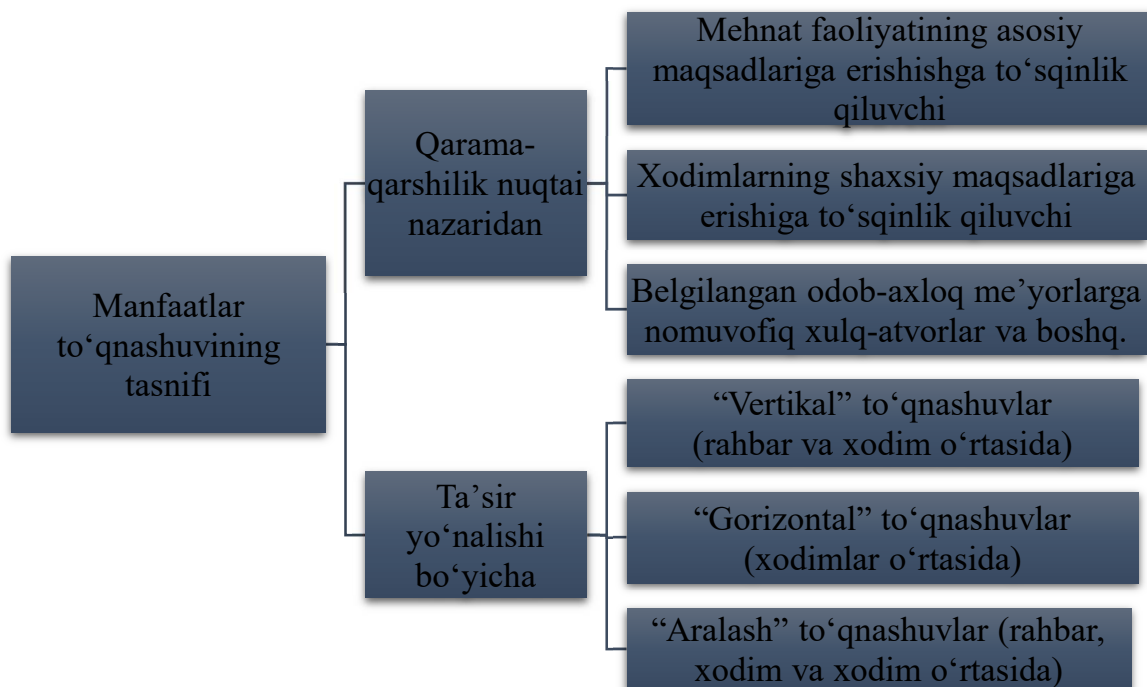 Manfaatlar
to‘qnashuvining
tasnifi
Qarama-
qarshilik nuqtai
nazaridan
Mehnat faoliyatining asosiy
maqsadlariga erishishga to‘sqinlik
qiluvchi
Xodimlarning shaxsiy maqsadlariga
erishiga to‘sqinlik qiluvchi
Belgilangan odob-axloq me’yorlarga
nomuvofiq xulq-atvorlar va boshq.
Ta’sir
yo‘nalishi
bo‘yicha
“Vertikal” to‘qnashuvlar
(rahbar va xodim o‘rtasida)
“Gorizontal” to‘qnashuvlar
(xodimlar o‘rtasida)
“Aralash” to‘qnashuvlar (rahbar,
xodim va xodim o‘rtasida)